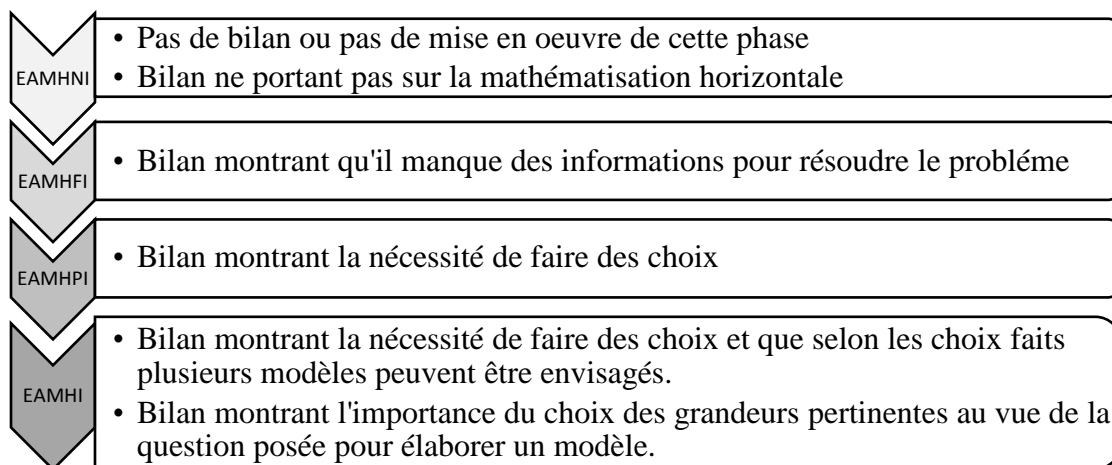 EAMHNI
• Pas de bilan ou pas de mise en oeuvre de cette phase
• Bilan ne portant pas sur la mathématisation horizontale
EAMHFI
• Bilan montrant qu'il manque des informations pour résoudre le probléme
EAMHPI
• Bilan montrant la nécessité de faire des choix
EAMHI
• Bilan montrant la nécessité de faire des choix et que selon les choix faits
plusieurs modèles peuvent être envisagés.
• Bilan montrant l'importance du choix des grandeurs pertinentes au vue de la
question posée pour élaborer un modèle.